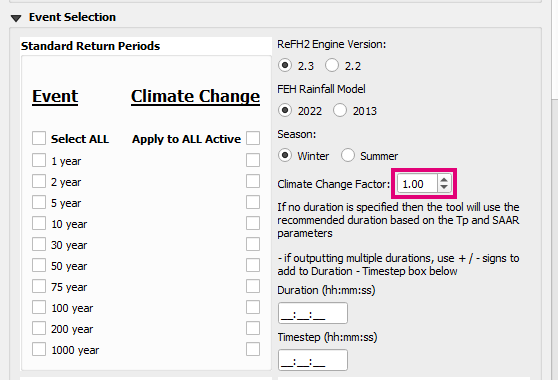 Event Selection
Standard Return Periods
Event Climate Change
Select ALL Apply to ALL Active
1 year
2 year
5 year
10 year
30 year
50 year
75 year
100 year
200 year
1000 year
ReFH2 Engine Version:
2.3 2.2
FEH Rainfall Model
2022 2013
Season:
Winter Summer
Climate Change Factor: 1.00
If no duration is specified then the tool will use the
recommended duration based on the Tp and SAAR
parameters
- if outputting multiple durations, use + / - signs to
add to Duration - Timestep box below
Duration (hh:mm:ss)
__:__:__
Timestep (hh:mm:ss)
__:__:__